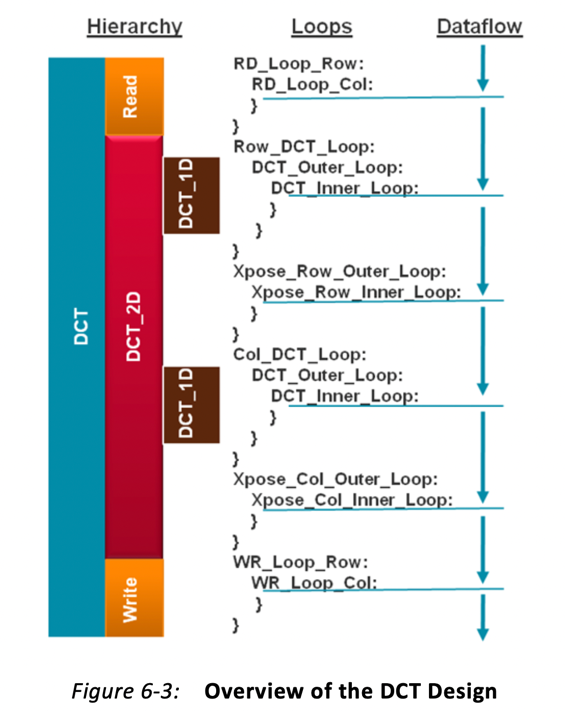 Hierarchy Loops Dataflow
DCT
Read
DCT_2D
Write
DCT_1D
DCT_1D
RD_Loop_Row:
RD_Loop_Col:
}
}
Row_DCT_Loop:
DCT_Outer_Loop:
DCT_Inner_Loop:
}
}
}
Xpose_Row_Outer_Loop:
Xpose_Row_Inner_Loop:
}
}
Col_DCT_Loop:
DCT_Outer_Loop:
DCT_Inner_Loop:
}
}
}
Xpose_Col_Outer_Loop:
Xpose_Col_Inner_Loop:
}
}
WR_Loop_Row:
WR_Loop_Col:
}
}
Figure 6-3: Overview of the DCT Design